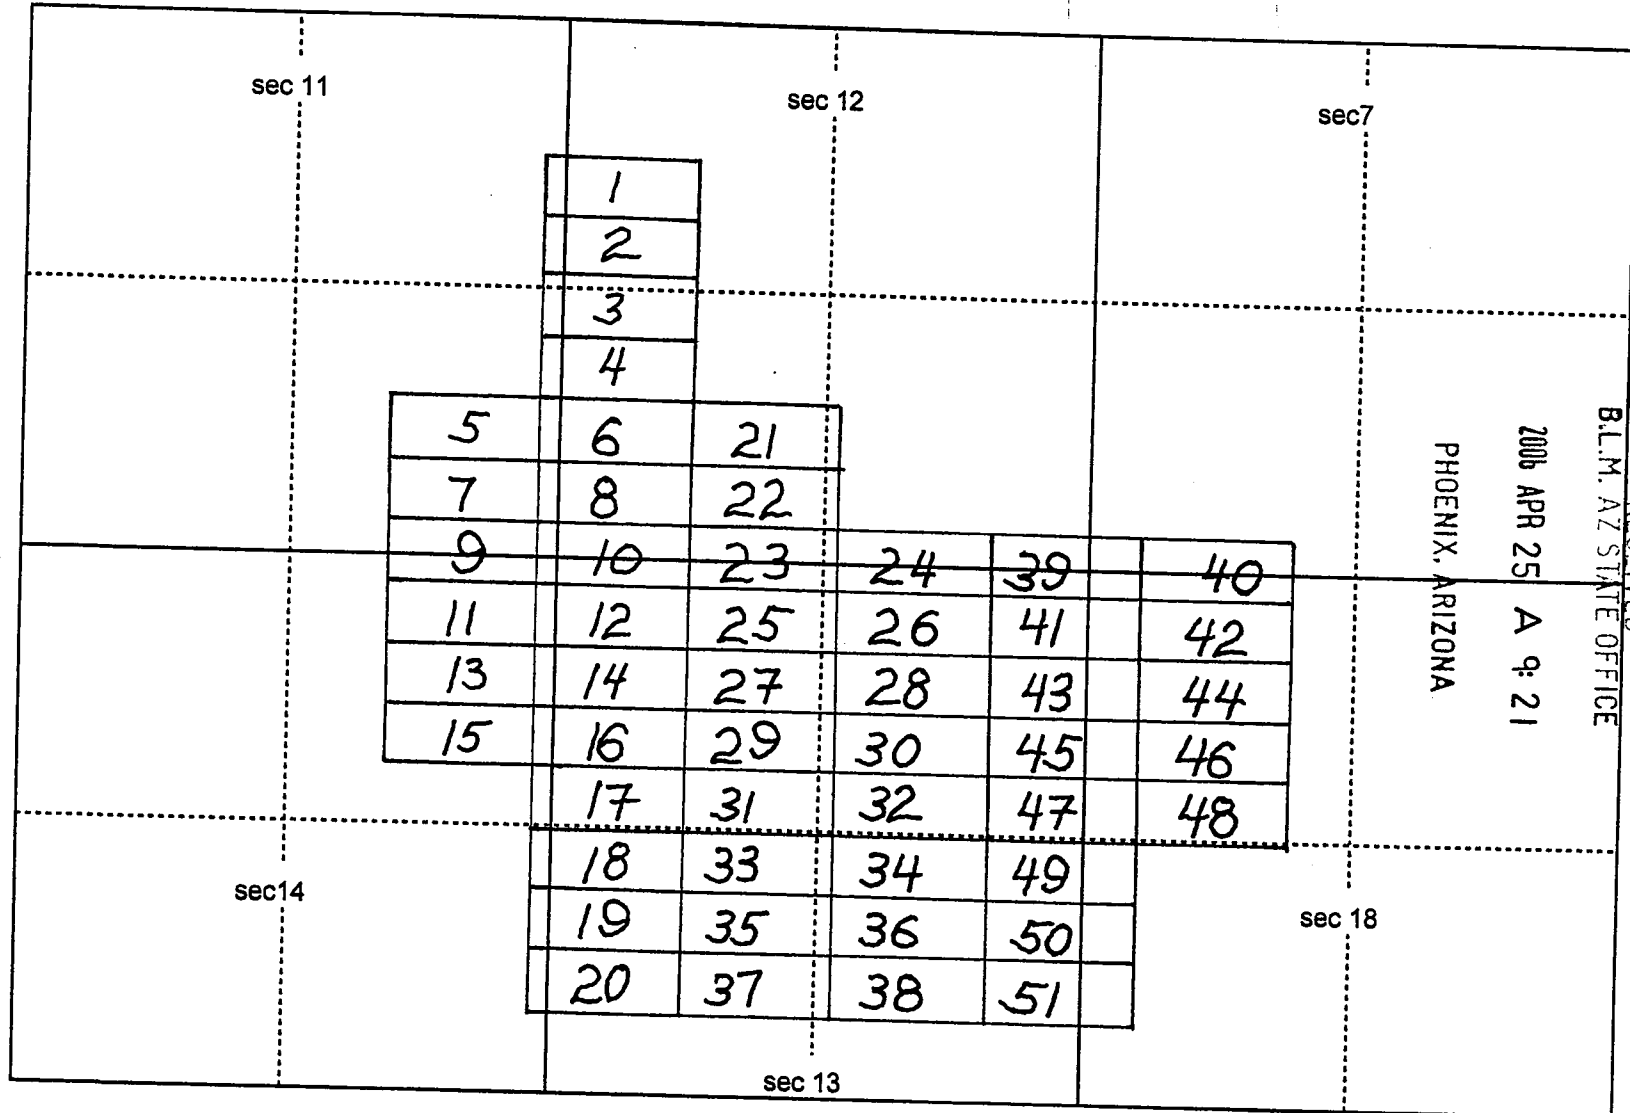 sec 11 sec 12 sec7
1
2
3
4
5 6 21
7 8 22
9 10 23 24 39 40
11 12 25 26 41 42
13 14 27 28 43 44
15 16 29 30 45 46
17 31 32 47 48
18 33 34 49
19 35 36 50
20 37 38 51
sec14 sec 18
sec 13
B.L.M. AZ STATE OFFICE
2006 APR 25 A 9:21
PHOENIX, ARIZONA